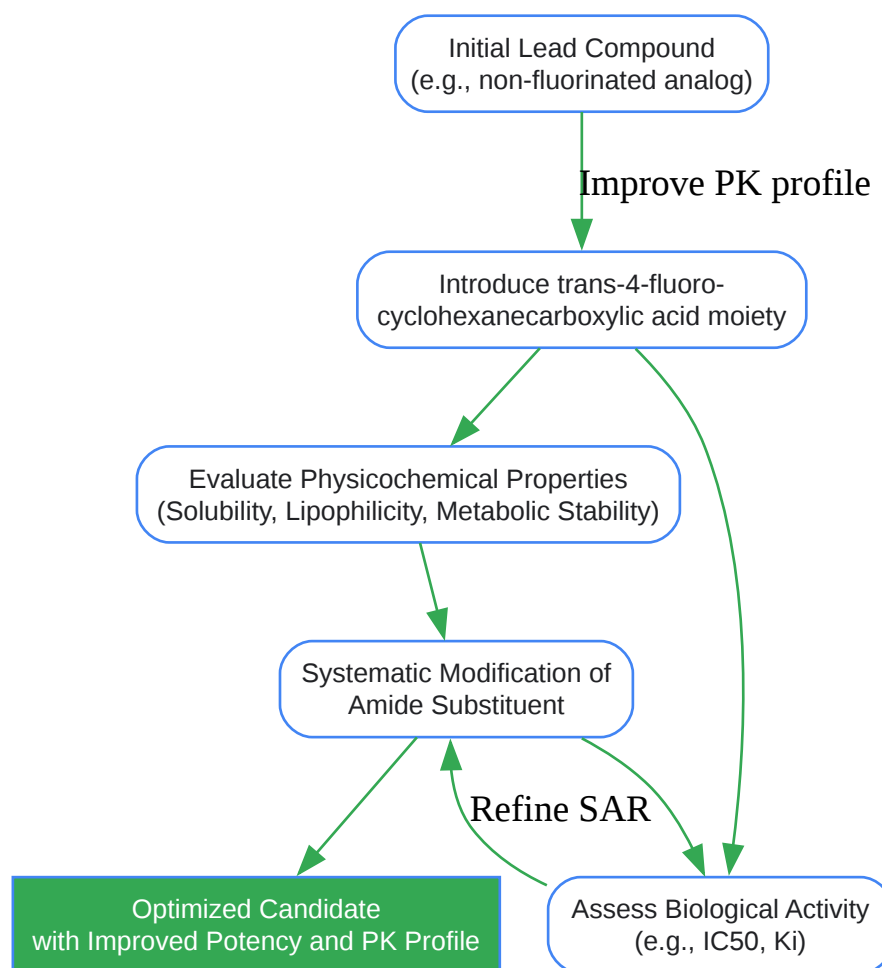 Initial Lead Compound
(e.g., non-fluorinated analog)
Improve PK profile
Introduce trans-4-fluoro-
cyclohexanecarboxylic acid moiety
Evaluate Physicochemical Properties
(Solubility, Lipophilicity, Metabolic Stability)
Systematic Modification of
Amide Substituent
Refine SAR
Optimized Candidate
with Improved Potency and PK Profile
Assess Biological Activity
(e.g., IC50, Ki)